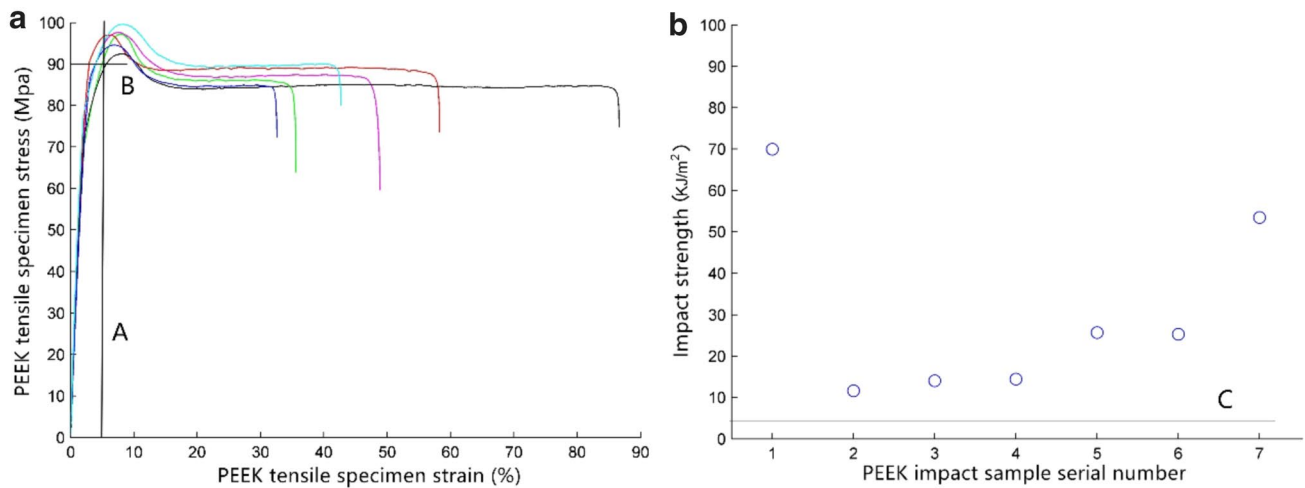 a
PEEK tensile specimen stress (Mpa)
100
90
80
70
60
50
40
30
20
10
0
B
A
0 10 20 30 40 50 60 70 80 90
PEEK tensile specimen strain (%)
b
Impact strength (KJ/m²)
100
90
80
70
60
50
40
30
20
10
0
C
1 2 3 4 5 6 7
PEEK impact sample serial number